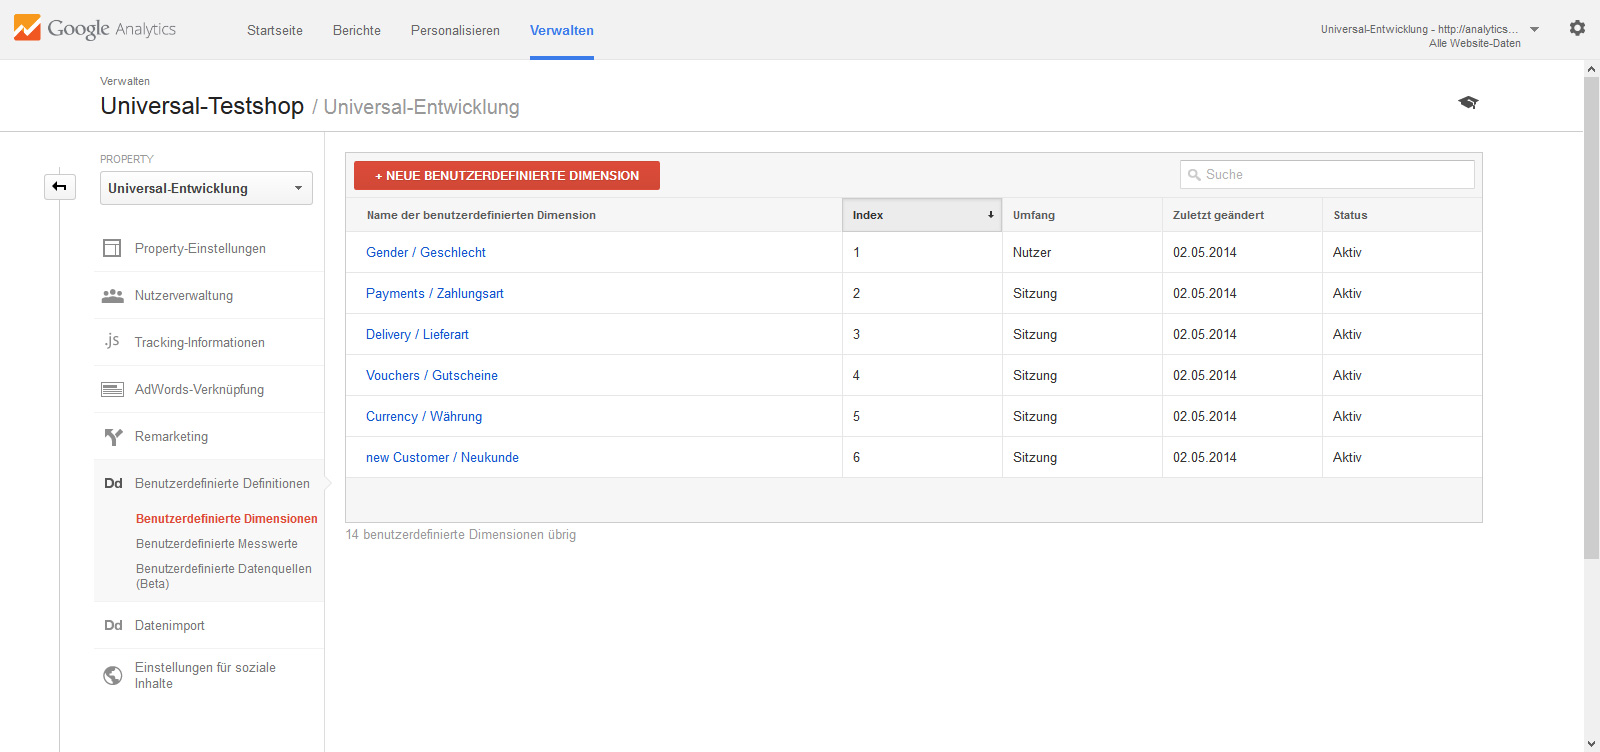 Google Analytics
Startseite Berichte Personalisieren Verwalten
Universal-Entwicklung - http://analytics...
Alle Website-Daten
Verwalten
Universal-Testshop / Universal-Entwicklung
PROPERTY
Universal-Entwicklung
Property-Einstellungen
Nutzerverwaltung
.js Tracking-Informationen
AdWords-Verknüpfung
Remarketing
Dd Benutzerdefinierte Definitionen
Benutzerdefinierte Dimensionen
Benutzerdefinierte Messwerte
Benutzerdefinierte Datenquellen
(Beta)
Dd Datenimport
Einstellungen für soziale
Inhalte
+ NEUE BENUTZERDEFINIERTE DIMENSION
Suche
Name der benutzerdefinierten Dimension Index Umfang Zuletzt geändert Status
Gender / Geschlecht 1 Nutzer 02.05.2014 Aktiv
Payments / Zahlungsart 2 Sitzung 02.05.2014 Aktiv
Delivery / Lieferart 3 Sitzung 02.05.2014 Aktiv
Vouchers / Gutscheine 4 Sitzung 02.05.2014 Aktiv
Currency / Währung 5 Sitzung 02.05.2014 Aktiv
new Customer / Neukunde 6 Sitzung 02.05.2014 Aktiv
14 benutzerdefinierte Dimensionen übrig